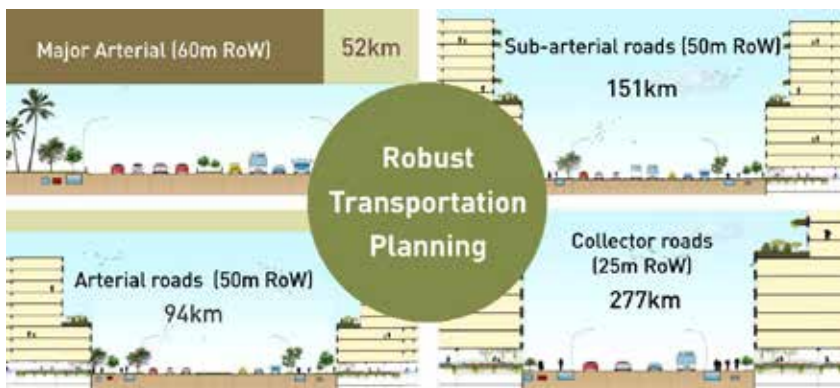 Major Arterial (60m RoW)
52km
Sub-arterial roads (50m RoW)
151km
Robust
Transportation
Planning
Arterial roads (50m RoW)
94km
Collector roads
(25m RoW)
277km